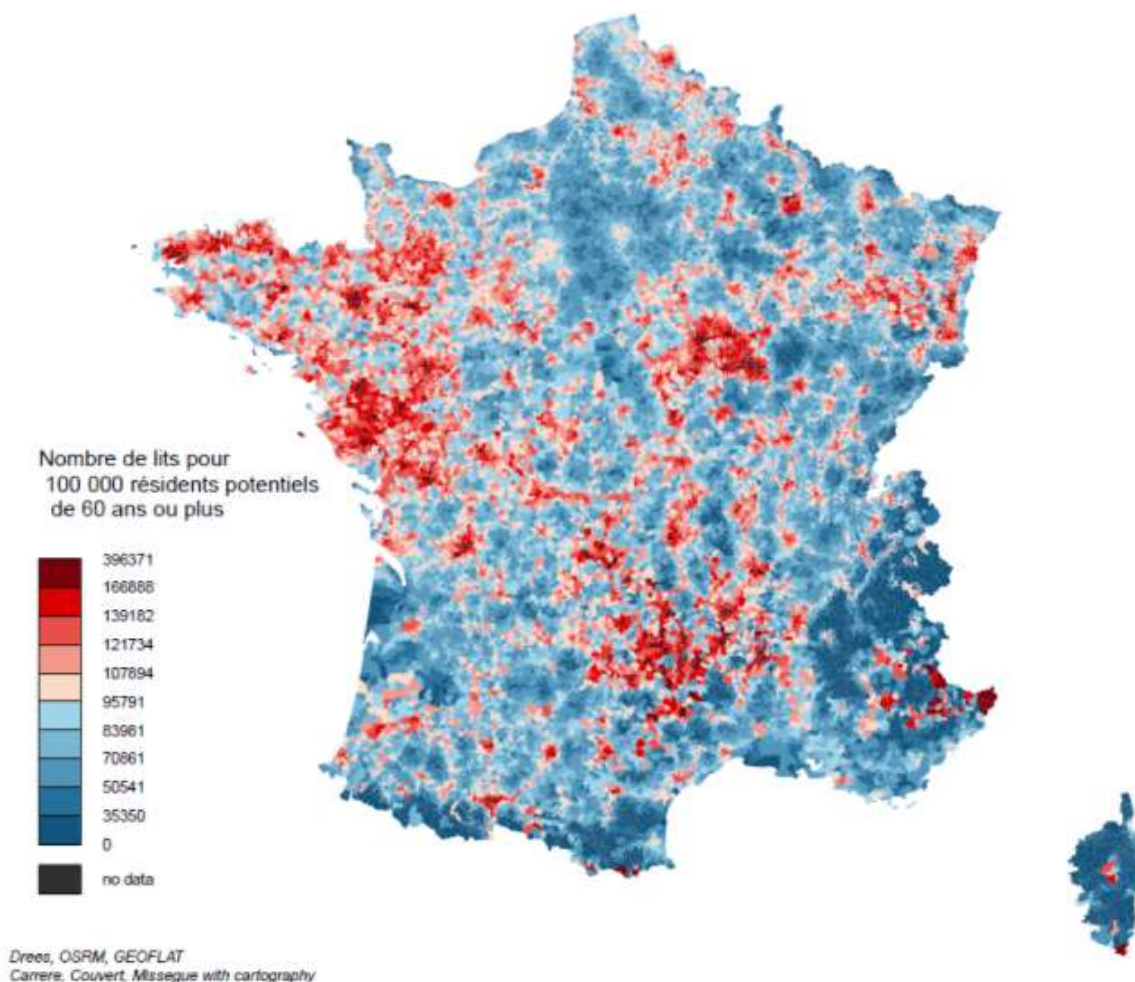 Nombre de lits pour
100 000 résidents potentiels
de 60 ans ou plus
396371
166888
139182
121734
107894
95791
83981
70861
50541
35350
0
no data
Drees, OSRM, GEOFLAT
Carrere, Couvert, Missegue with cartography